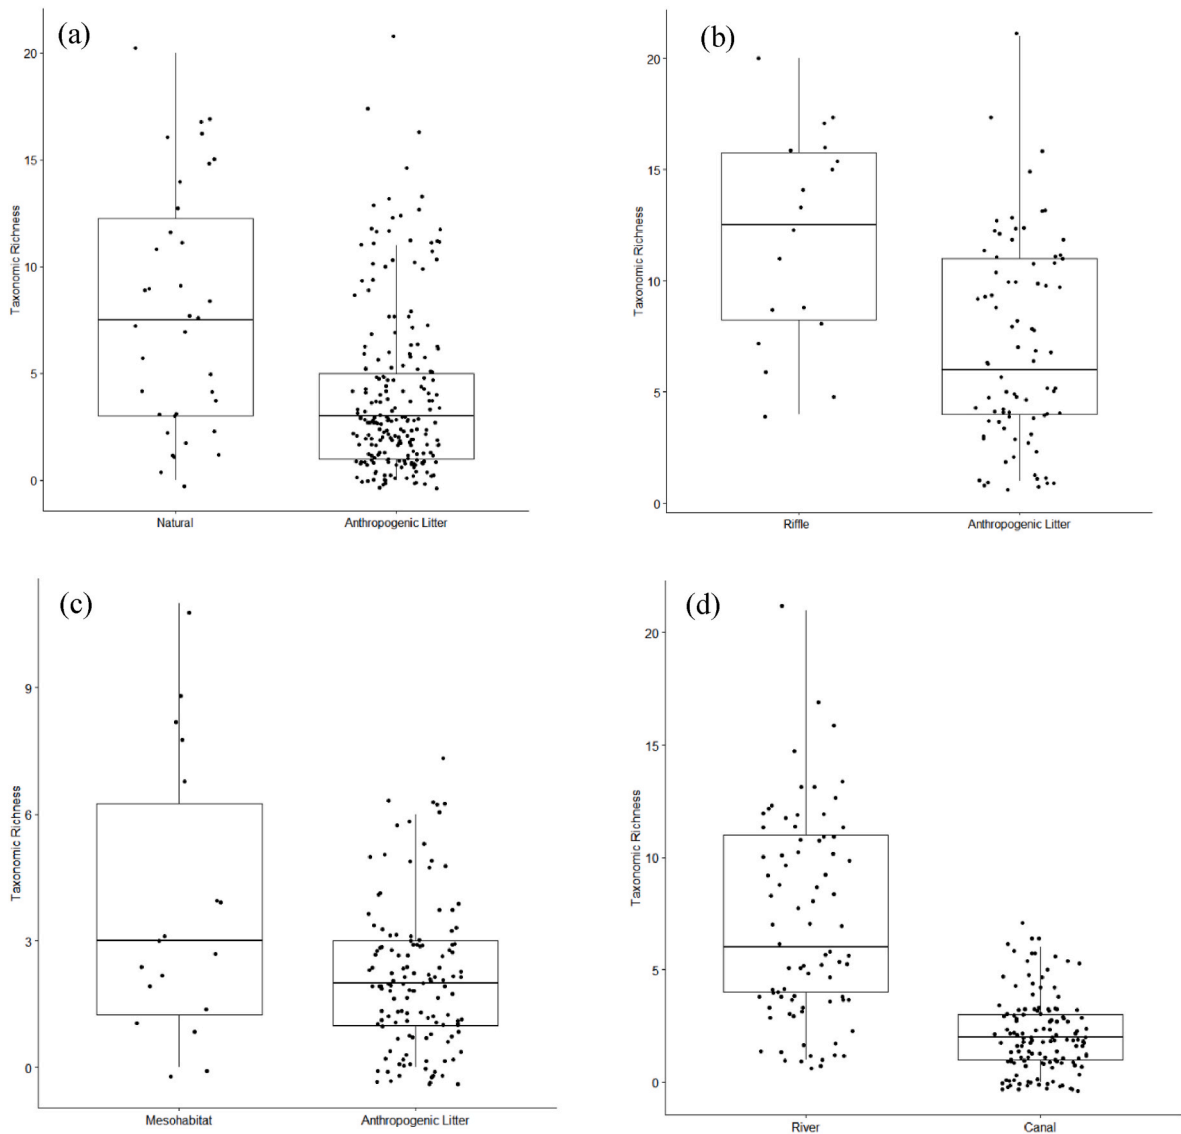 (a)
Taxonomic Richness
20
15
10
5
0
Natural
Anthropogenic Litter
(b)
Taxonomic Richness
20
15
10
5
0
Riffle
Anthropogenic Litter
(c)
Taxonomic Richness
9
6
3
0
Mesohabitat
Anthropogenic Litter
(d)
Taxonomic Richness
20
15
10
5
0
River
Canal